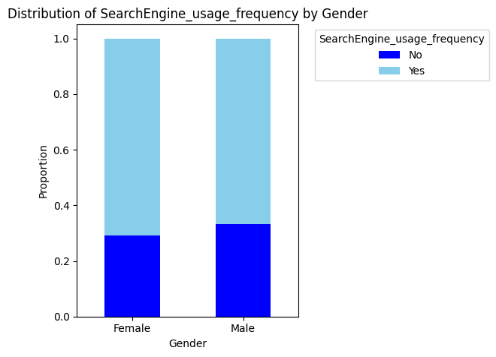 Distribution of SearchEngine_usage_frequency by Gender
SearchEngine_usage_frequency
No
Yes
1.0
0.8
0.6
0.4
0.2
0.0
Proportion
Female
Male
Gender